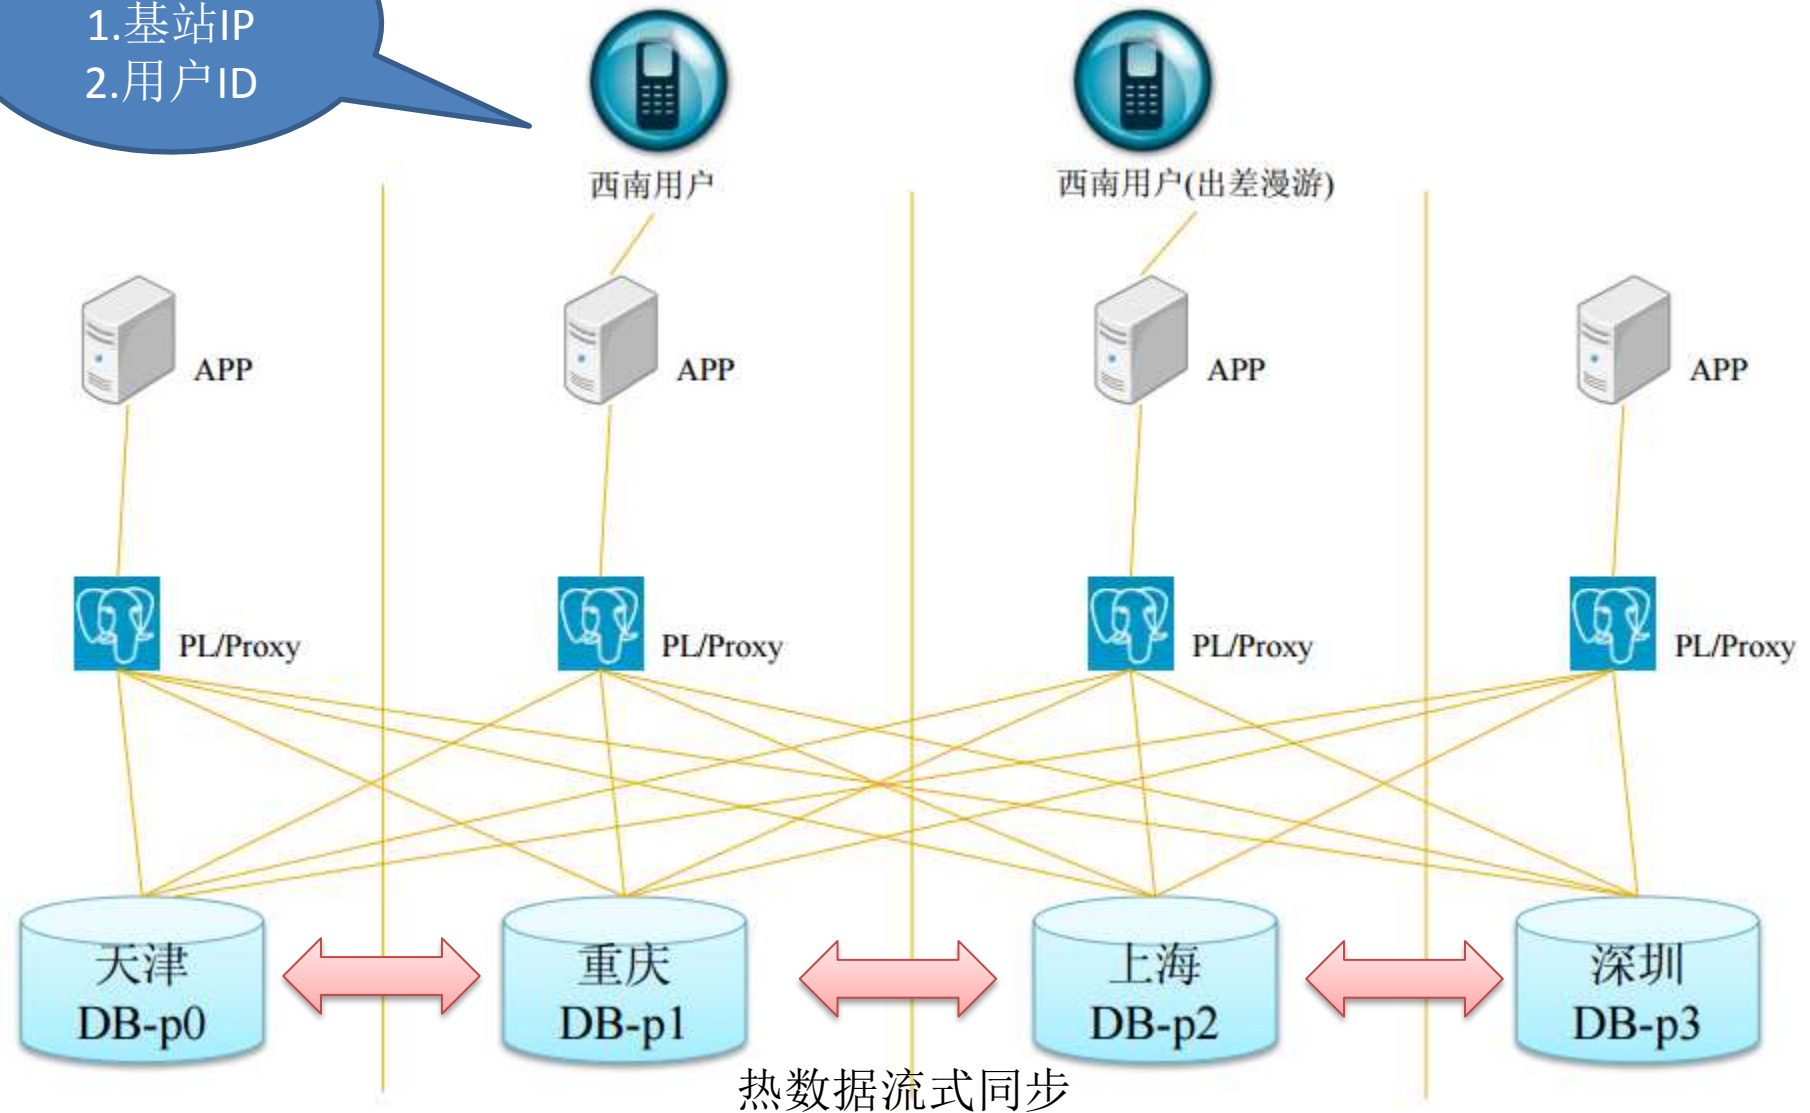 1.基站IP
2.用户ID
西南用户
西南用户(出差漫游)
APP
APP
APP
APP
PL/Proxy
PL/Proxy
PL/Proxy
PL/Proxy
天津
DB-p0
重庆
DB-p1
上海
DB-p2
深圳
DB-p3
热数据流式同步